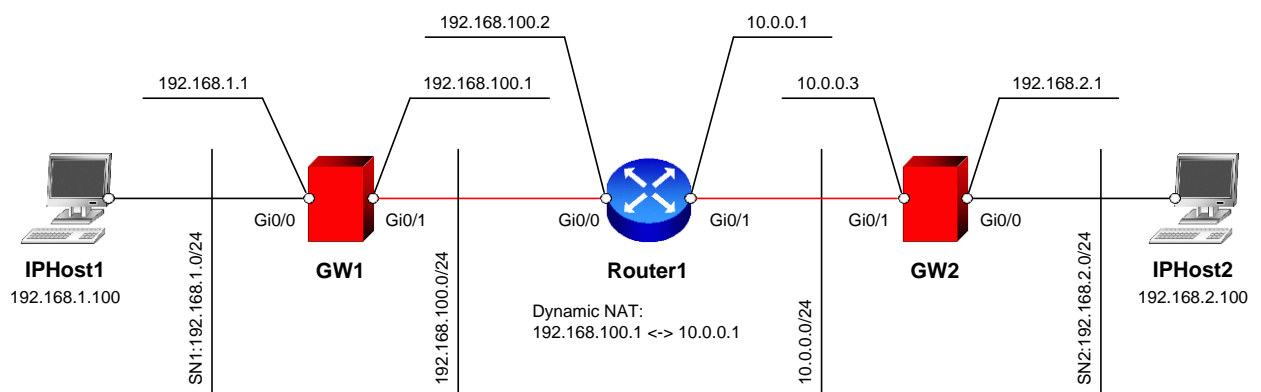 192.168.100.2
10.0.0.1
192.168.1.1
192.168.100.1
10.0.0.3
192.168.2.1
Gi0/0
Gi0/1
Gi0/0
Gi0/1
Gi0/1
Gi0/0
IPHost1
192.168.1.100
GW1
Router1
GW2
IPHost2
192.168.2.100
SN1:192.168.1.0/24
192.168.100.0/24
Dynamic NAT:
192.168.100.1 <-> 10.0.0.1
10.0.0.0/24
SN2:192.168.2.0/24